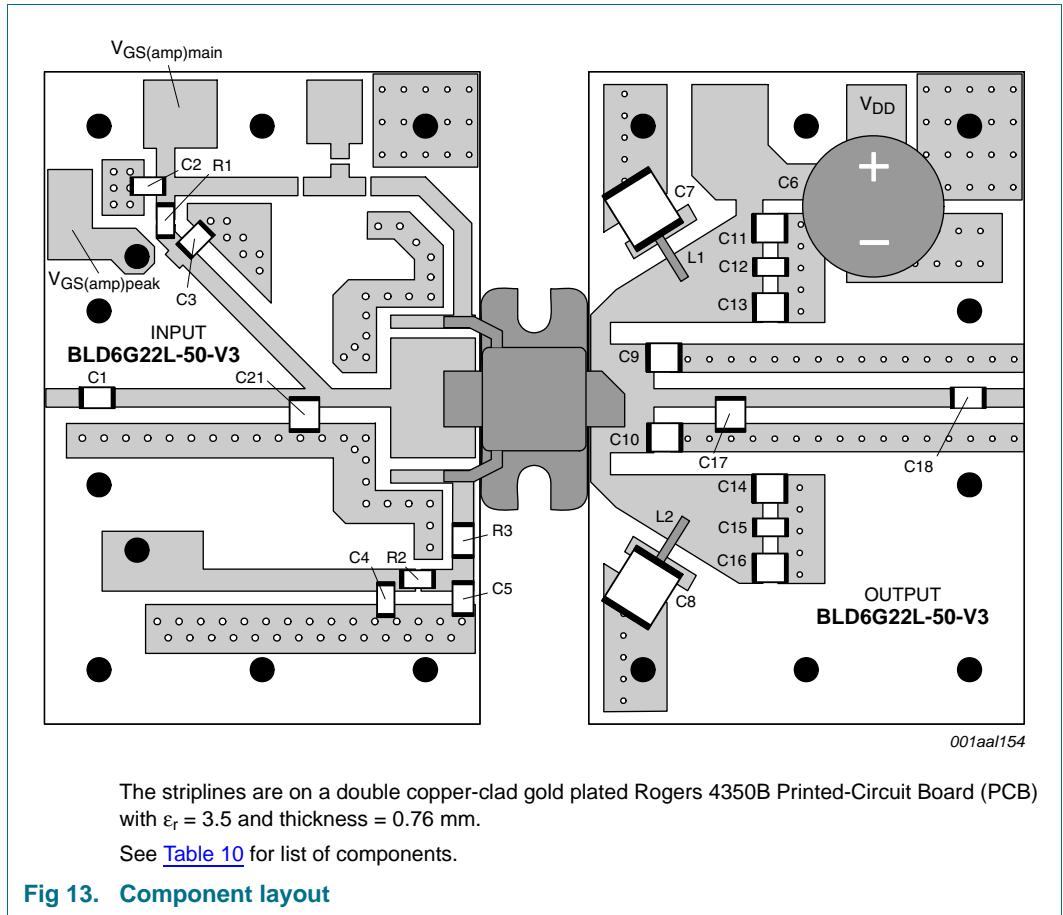 VGS(amp)main
C2
R1
VGS(amp)peak
C3
INPUT
BLD6G22L-50-V3
C1
C21
C4
R2
R3
C5
VDD
+
−
C6
C7
L1
C11
C12
C13
C9
C10
C17
C18
C14
C15
C16
L2
C8
OUTPUT
BLD6G22L-50-V3
001aal154
The striplines are on a double copper-clad gold plated Rogers 4350B Printed-Circuit Board (PCB)
with εr = 3.5 and thickness = 0.76 mm.
See Table 10 for list of components.
Fig 13. Component layout